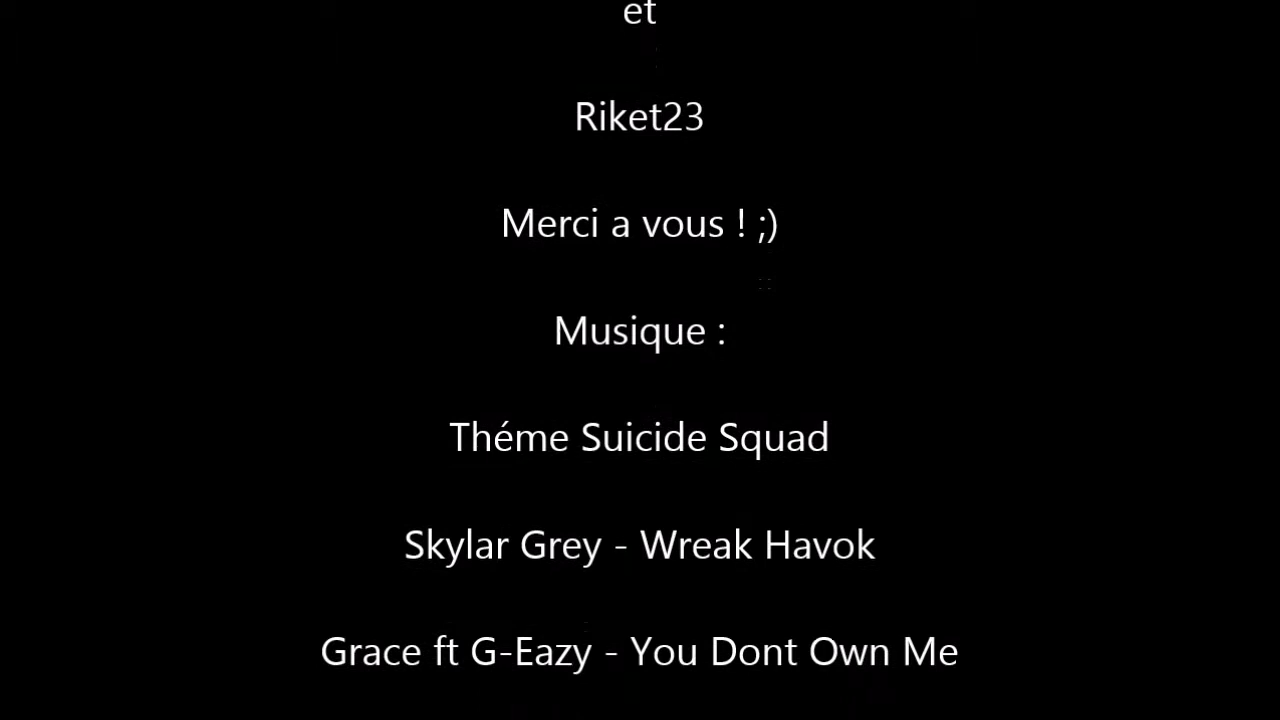 et
Riket23
Merci a vous ! ;)
Musique :
Théme Suicide Squad
Skylar Grey - Wreak Havok
Grace ft G-Eazy - You Dont Own Me